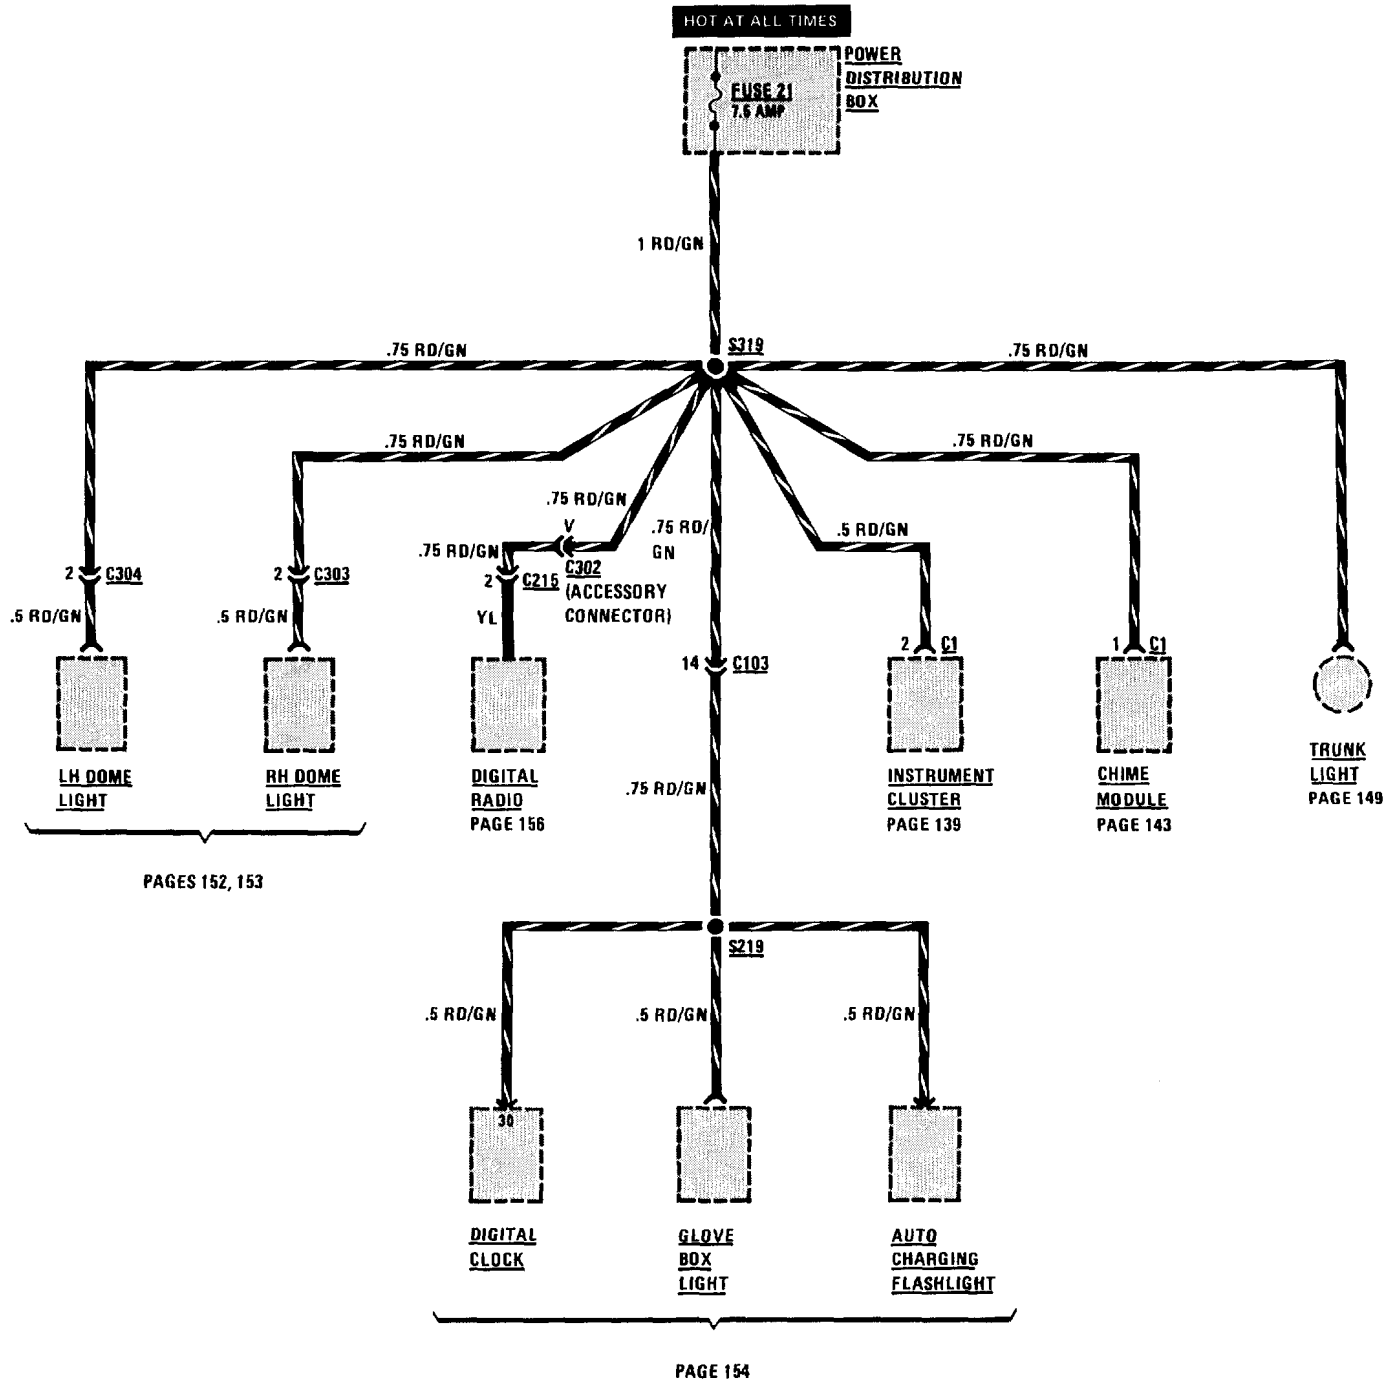 HOT AT ALL TIMES
POWER
DISTRIBUTION
BOX
FUSE 21
7.5 AMP
1 RD/GN
S319
.75 RD/GN
.75 RD/GN
.75 RD/GN
.75 RD/GN
.75 RD/GN
V
.75 RD/
GN
.5 RD/GN
.75 RD/GN
C302
(ACCESSORY
CONNECTOR)
2 C304
2 C303
2 C215
.5 RD/GN
.5 RD/GN
YL
14 C103
2 C1
1 C1
LH DOME
LIGHT
RH DOME
LIGHT
DIGITAL
RADIO
PAGE 156
.75 RD/GN
INSTRUMENT
CLUSTER
PAGE 139
CHIME
MODULE
PAGE 143
TRUNK
LIGHT
PAGE 149
PAGES 152, 153
S219
.5 RD/GN
.5 RD/GN
.5 RD/GN
30
DIGITAL
CLOCK
GLOVE
BOX
LIGHT
AUTO
CHARGING
FLASHLIGHT
PAGE 154